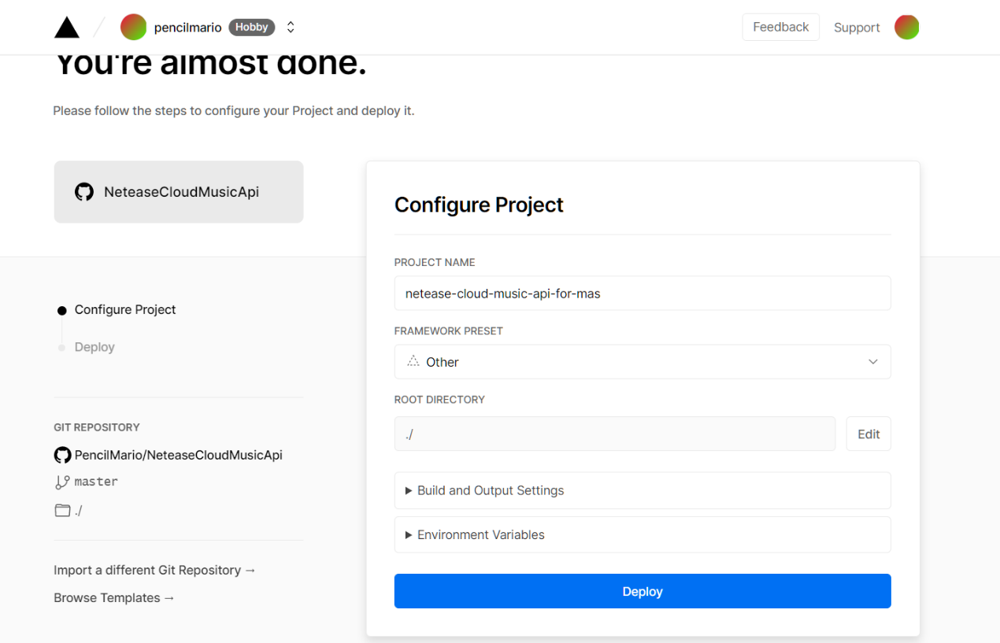 pencilmario Hobby
Feedback Support
You're almost done.
Please follow the steps to configure your Project and deploy it.
NeteaseCloudMusicApi
Configure Project
Deploy
GIT REPOSITORY
PencilMario/NeteaseCloudMusicApi
master
./
Import a different Git Repository →
Browse Templates →
Configure Project
PROJECT NAME
netease-cloud-music-api-for-mas
FRAMEWORK PRESET
Other
ROOT DIRECTORY
./ Edit
Build and Output Settings
Environment Variables
Deploy